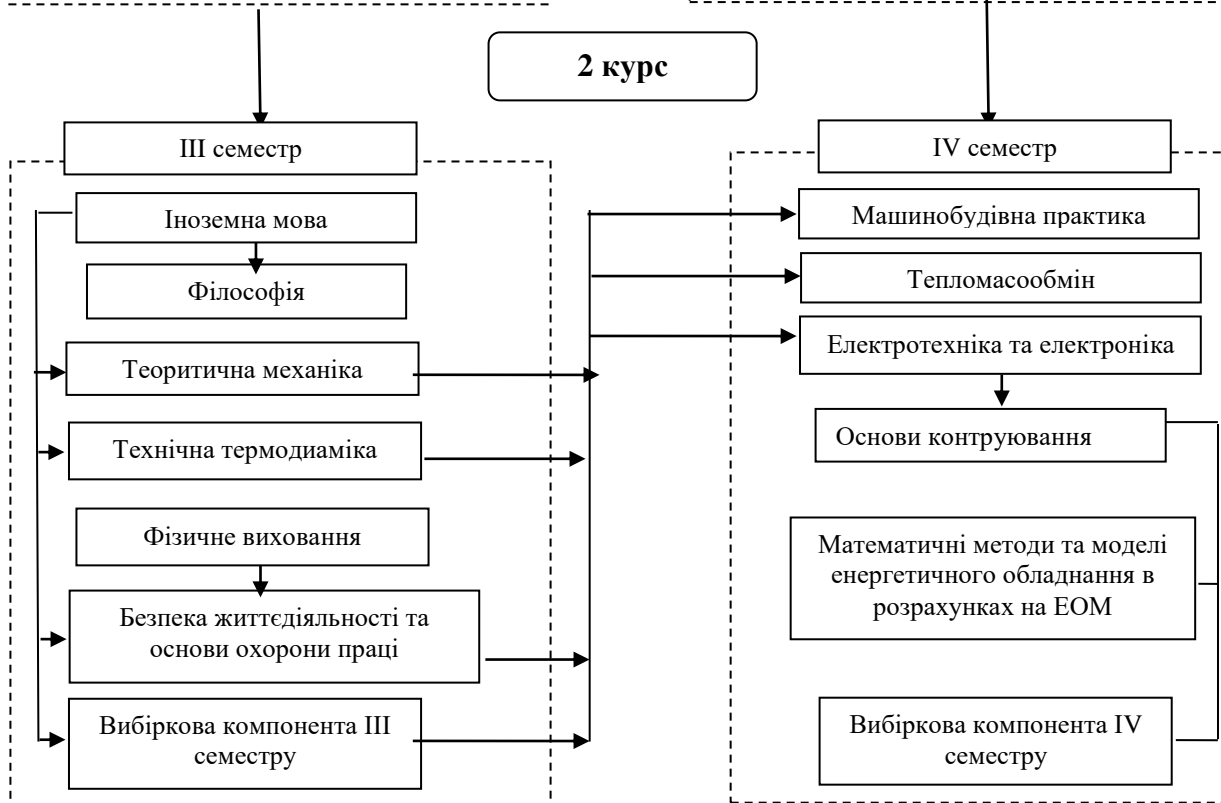 2 курс
III семестр
Іноземна мова
Філософія
Теоритична механіка
Технічна термодиаміка
Фізичне виховання
Безпека життєдіяльності та
основи охорони праці
Вибіркова компонента III
семестру
IV семестр
Машинобудівна практика
Тепломасообмін
Електротехніка та електроніка
Основи контруювання
Математичні методи та моделі
енергетичного обладнання в
розрахунках на ЕОМ
Вибіркова компонента IV
семестру